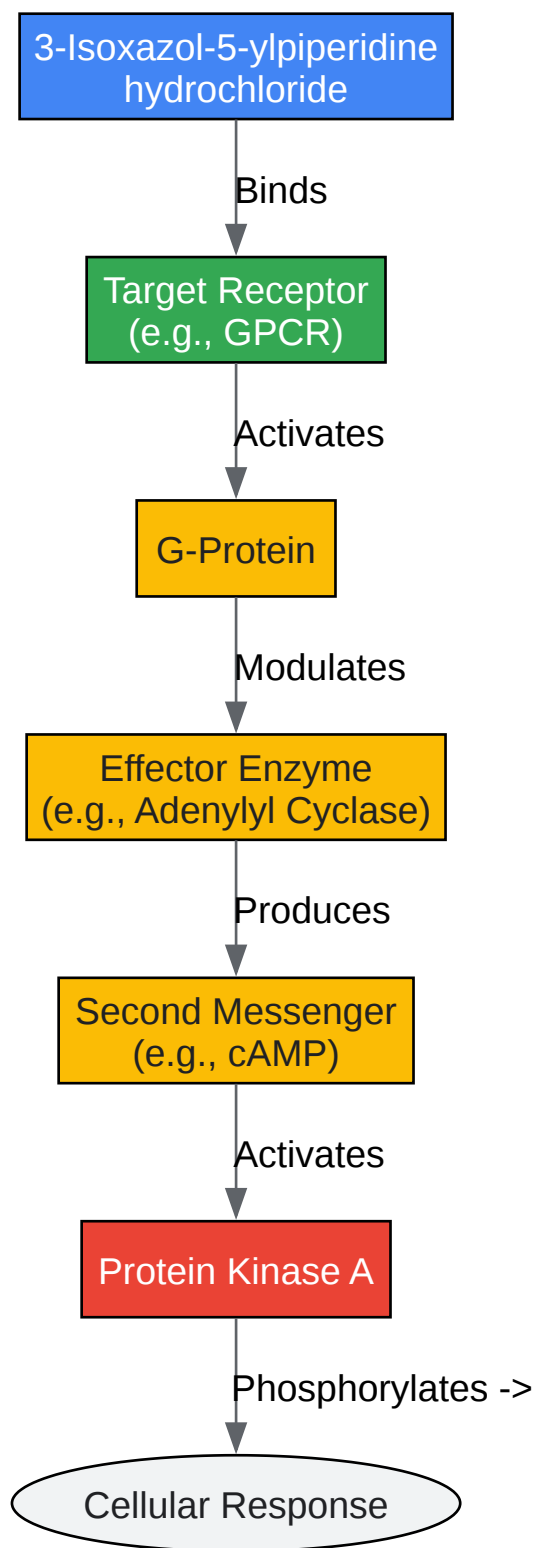 3-Isoxazol-5-ylpiperidine
hydrochloride
Binds
Target Receptor
(e.g., GPCR)
Activates
G-Protein
Modulates
Effector Enzyme
(e.g., Adenylyl Cyclase)
Produces
Second Messenger
(e.g., cAMP)
Activates
Protein Kinase A
Phosphorylates ->
Cellular Response